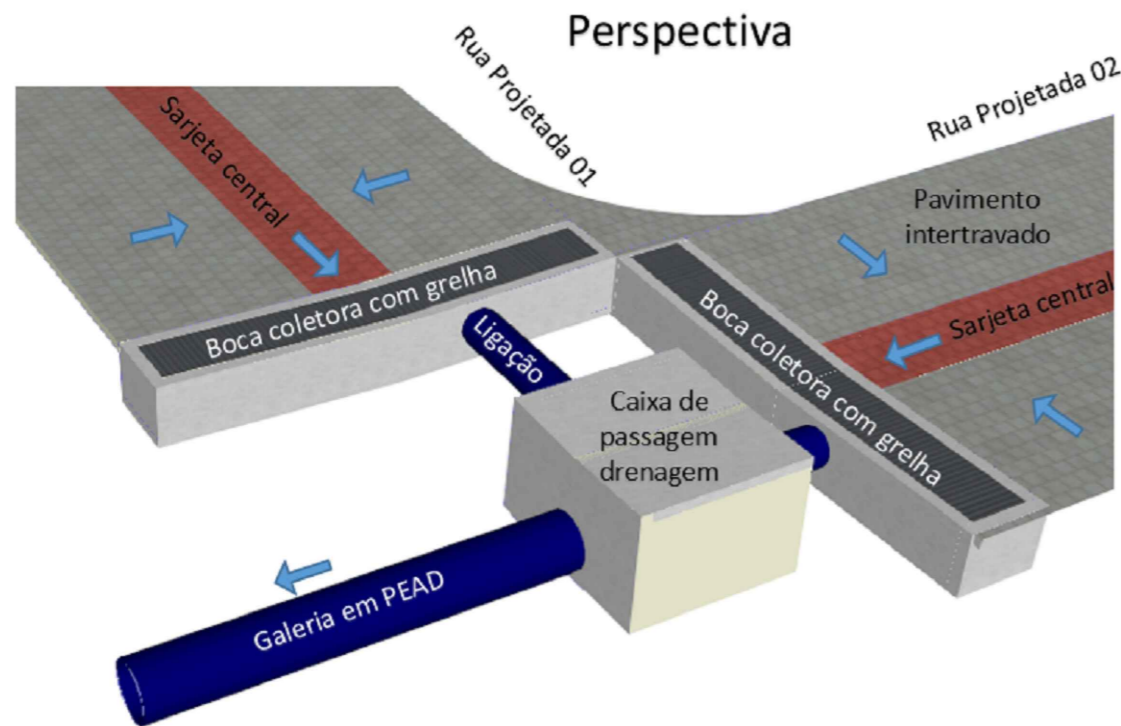 Perspectiva
Rua Projetada 01
Rua Projetada 02
Sarjeta central
Pavimento
intertravado
Boca coletora com grelha
Sarjeta central
Boca coletora com grelha
Ligação
Caixa de
passagem
drenagem
Galeria em PEAD